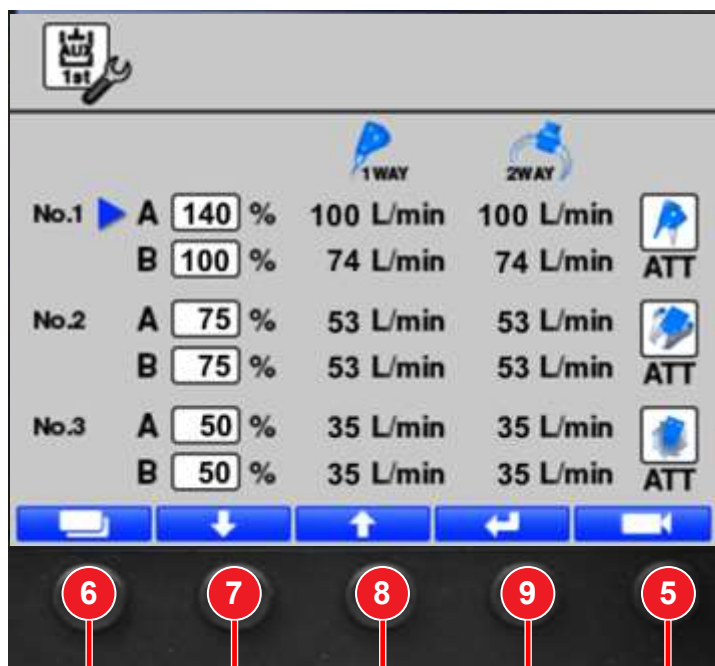 AUX
1st
1WAY 2WAY
No.1 A 140 % 100 L/min 100 L/min
B 100 % 74 L/min 74 L/min ATT
No.2 A 75 % 53 L/min 53 L/min
B 75 % 53 L/min 53 L/min ATT
No.3 A 50 % 35 L/min 35 L/min
B 50 % 35 L/min 35 L/min ATT
6 7 8 9 5